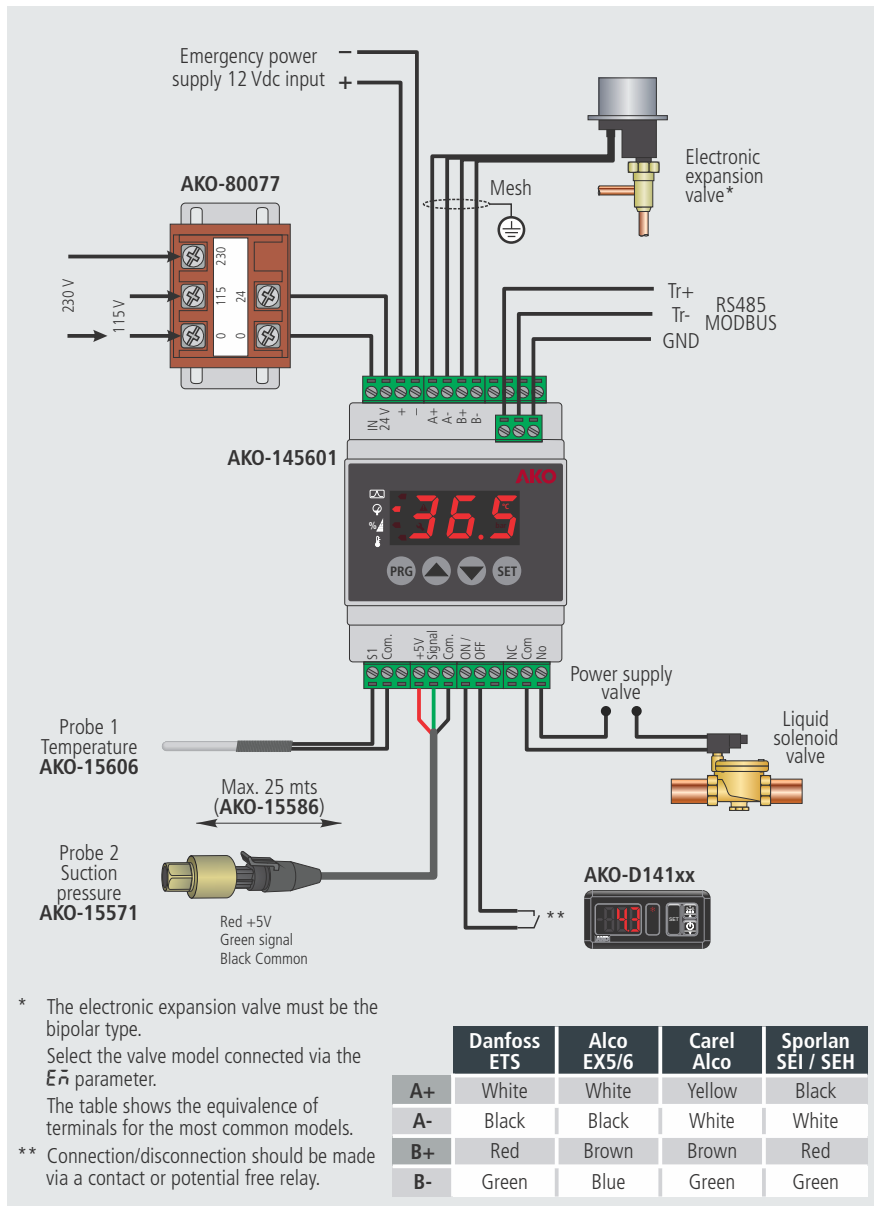 Emergency power
supply 12 Vdc input
−
+
Electronic
expansion
valve*
Mesh
AKO-80077
230 V
115 V
230
115
24
0
0
Tr+
Tr-
GND
RS485
MODBUS
IN
24 V
+
−
A+
A-
B+
B-
AKO-145601
AKO
%
36.5
°C
PRG
SET
S1
Com.
+5V
Signal
Com.
ON /
OFF
NC
Com
No
Power supply
valve
Liquid
solenoid
valve
Probe 1
Temperature
AKO-15606
Max. 25 mts
(AKO-15586)
Probe 2
Suction
pressure
AKO-15571
Red +5V
Green signal
Black Common
**
AKO-D141xx
4.3
SET
* The electronic expansion valve must be the
bipolar type.
Select the valve model connected via the
En̄ parameter.
The table shows the equivalence of
terminals for the most common models.
** Connection/disconnection should be made
via a contact or potential free relay.
Danfoss ETS Alco EX5/6 Carel Alco Sporlan SEI / SEH
A+ White White Yellow Black
A- Black Black White White
B+ Red Brown Brown Red
B- Green Blue Green Green